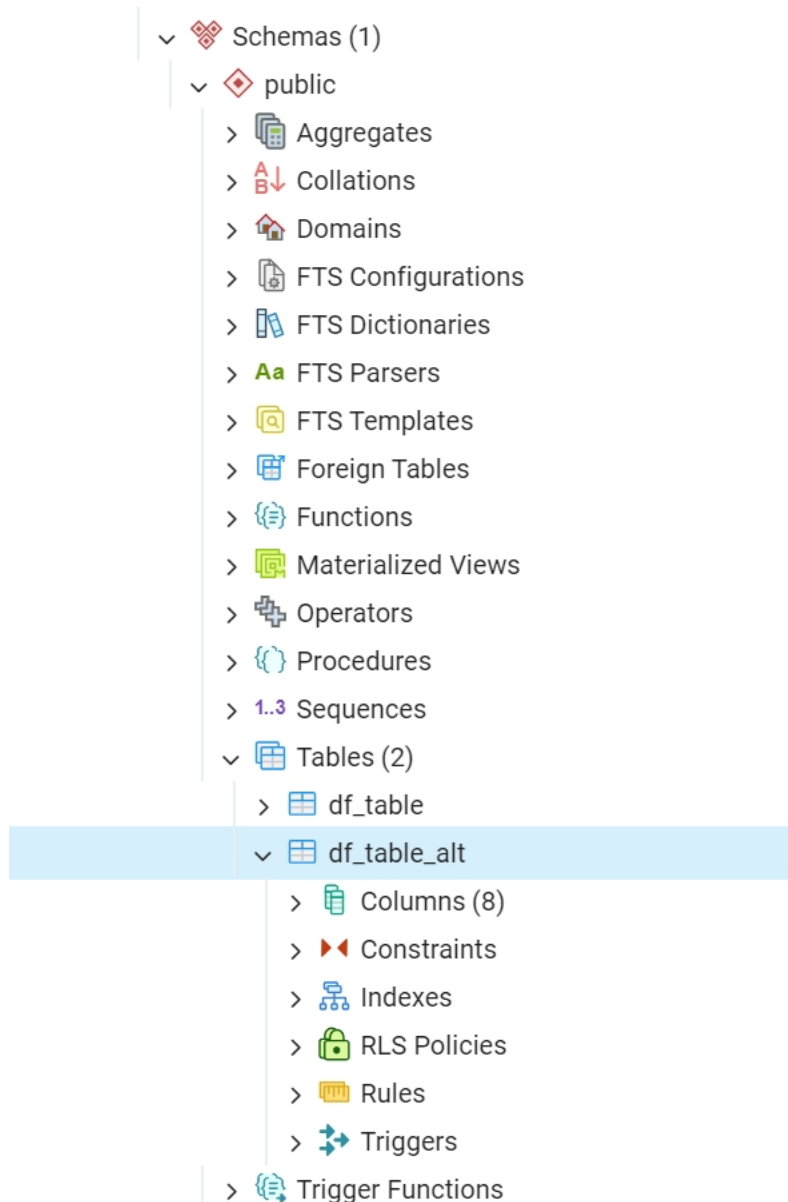 Schemas (1)
public
Aggregates
A
B Collations
Domains
FTS Configurations
FTS Dictionaries
Aa FTS Parsers
FTS Templates
Foreign Tables
Functions
Materialized Views
Operators
Procedures
1..3 Sequences
Tables (2)
df_table
df_table_alt
Columns (8)
Constraints
Indexes
RLS Policies
Rules
Triggers
Trigger Functions